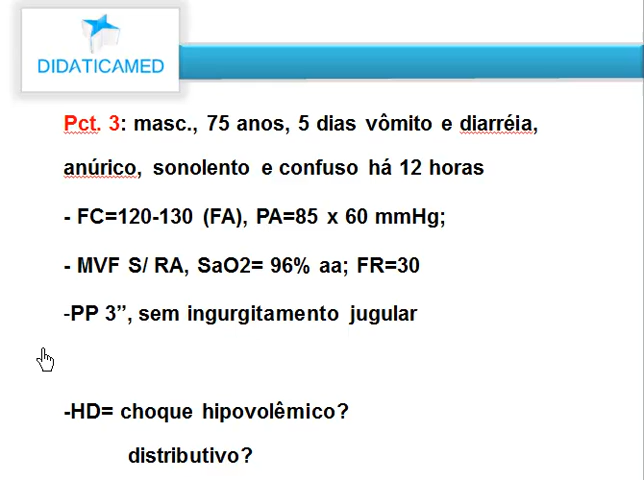 DIDATICAMED
Pct. 3: masc., 75 anos, 5 dias vômito e diarréia,
anúrico, sonolento e confuso há 12 horas
- FC=120-130 (FA), PA=85 x 60 mmHg;
- MVF S/ RA, SaO2= 96% aa; FR=30
-PP 3”, sem ingurgitamento jugular
-HD= choque hipovolêmico?
distributivo?